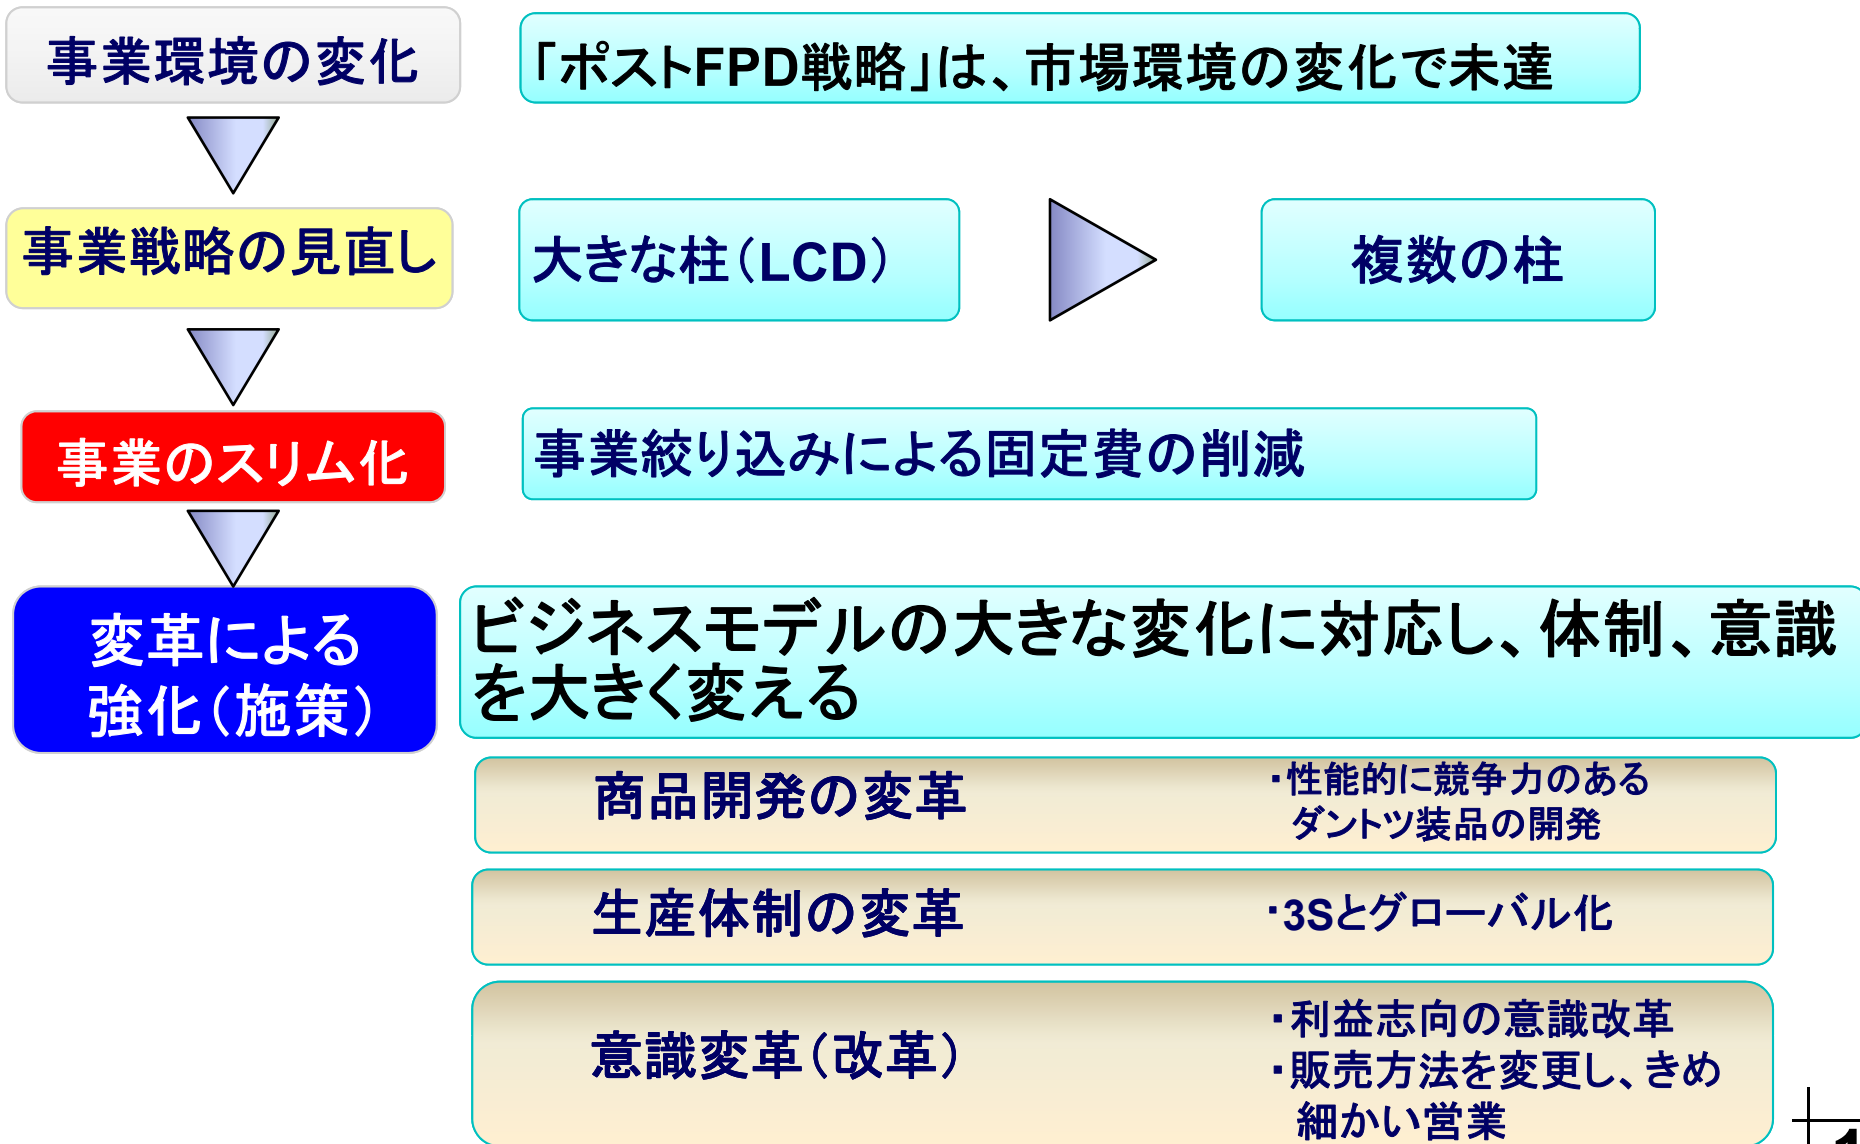 事業環境の変化
「ポストFPD戦略」は、市場環境の変化で未達
事業戦略の見直し
大きな柱(LCD)
複数の柱
事業のスリム化
事業絞り込みによる固定費の削減
変革による
強化(施策)
ビジネスモデルの大きな変化に対応し、体制、意識
を大きく変える
商品開発の変革
・性能的に競争力のある
ダントツ装品の開発
生産体制の変革
・3Sとグローバル化
意識変革(改革)
・利益志向の意識改革
・販売方法を変更し、きめ
細かい営業